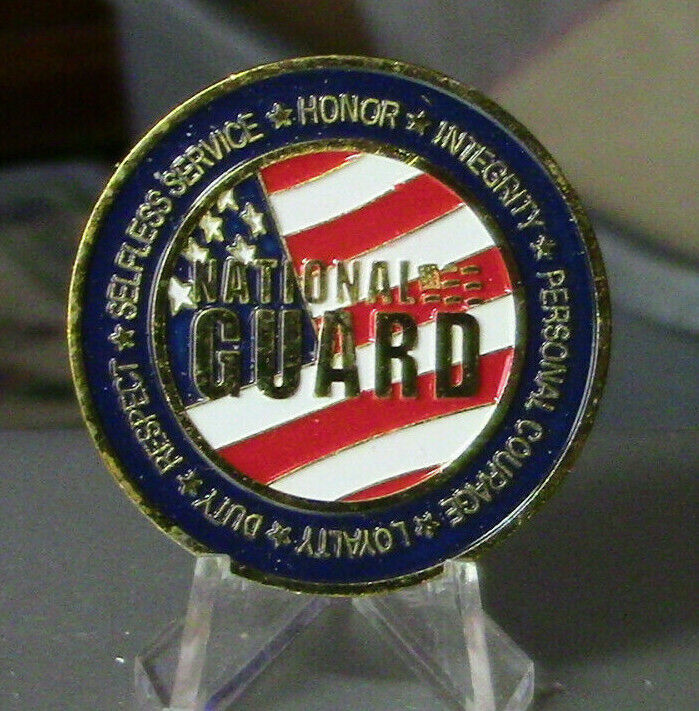 LOYALTY ★ DUTY ★ RESPECT ★ SELFLESS SERVICE ★ HONOR ★ INTEGRITY ★ PERSONAL COURAGE ★
NATIONAL
GUARD